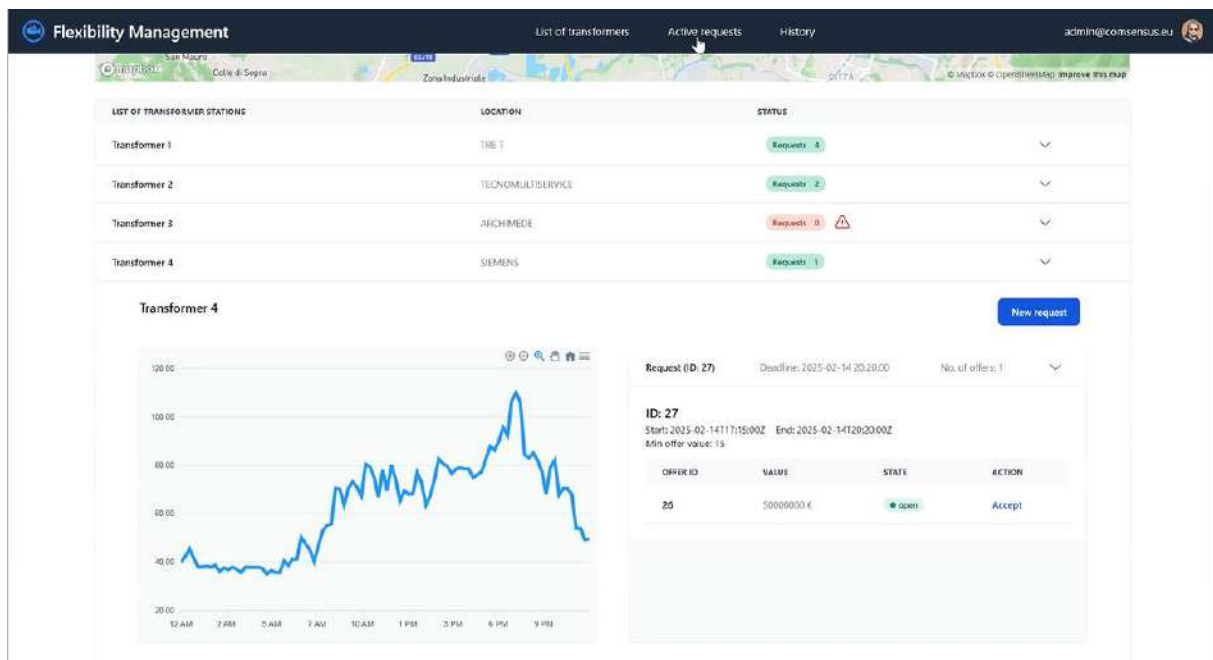 Flexibility Management List of transformers Active requests History admin@comsensus.eu
San Mauro
mapbox Colle di Sopra Zona Industriale CITTÀ © Mapbox © OpenStreetMap Improve this map
LIST OF TRANSFORMER STATIONS LOCATION STATUS
Transformer 1 TRE T Requests 4
Transformer 2 TECNOMULTISERVICE Requests 2
Transformer 3 ARCHIMEDE Requests 0
Transformer 4 SIEMENS Requests 1
Transformer 4 New request
Request (ID: 27) Deadline: 2025-02-14 20:20:00 No. of offers: 1
ID: 27
Start: 2025-02-14T17:15:00Z End: 2025-02-14T20:20:00Z
Min offer value: 15
OFFER ID VALUE STATE ACTION
26 50000000 € open Accept
120.00
100.00
80.00
60.00
40.00
20.00
12 AM 2 AM 5 AM 7 AM 10 AM 1 PM 3 PM 6 PM 9 PM